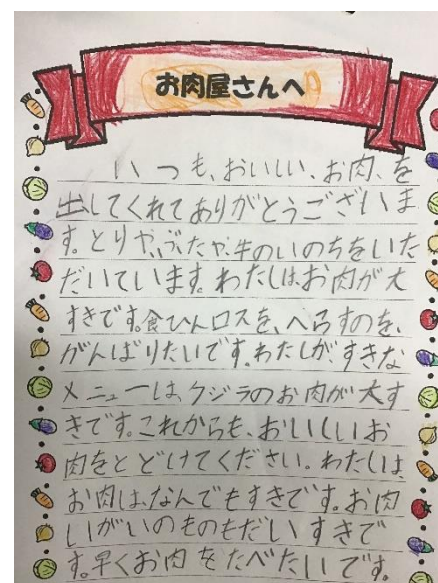 お肉屋さんへ
いつも、おいしい、お肉、を
出してくれてありがとうございま
す。とりや、ぶたや、牛のいのちをいた
だいています。わたしは、お肉が大
すきです。食ひんロスを、へらすのを、
がんばりたいです。わたしが、すきな
メニューは、クジラのお肉が大す
きです。これからも、おいしいお
肉をとどけてください。わたしは、
お肉は、なんでもすきです。お肉
いがいのものもだいすきで
す。早くお肉をたべたいです。